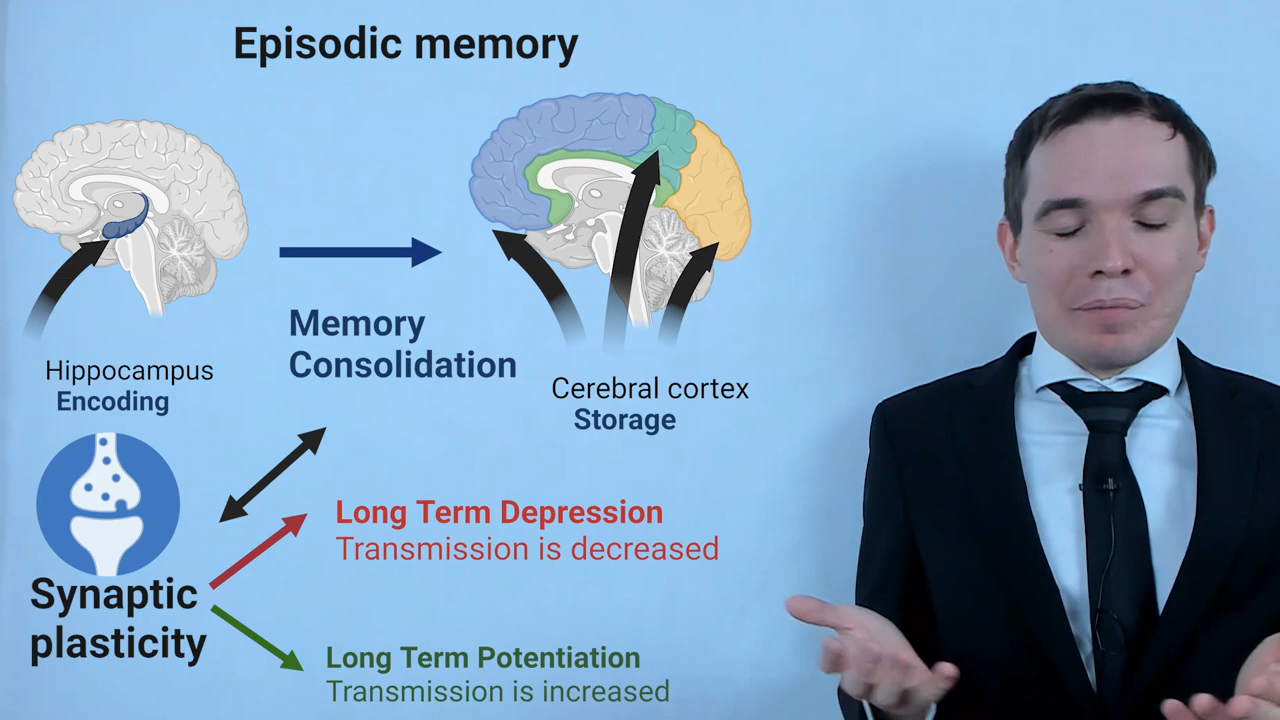 Episodic memory
Hippocampus
Encoding
Memory
Consolidation
Cerebral cortex
Storage
Synaptic
plasticity
Long Term Depression
Transmission is decreased
Long Term Potentiation
Transmission is increased